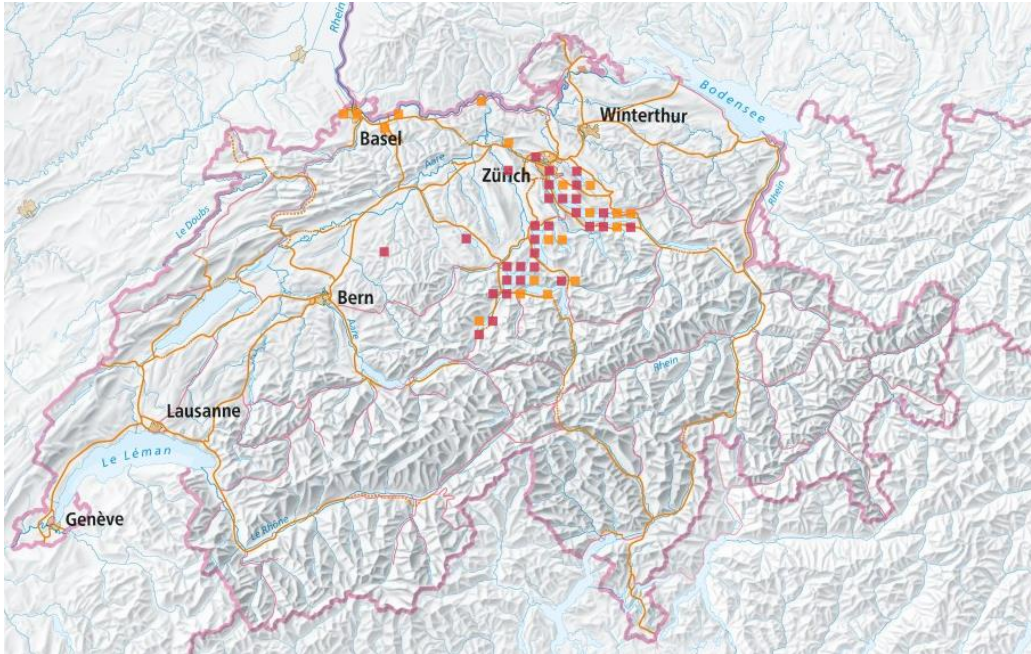 Rhein
Bodensee
Winterthur
Basel
Aare
Zürich
Rhein
Le Doubs
Bern
Aare
Rhein
Lausanne
Le Léman
Le Rhône
Genève